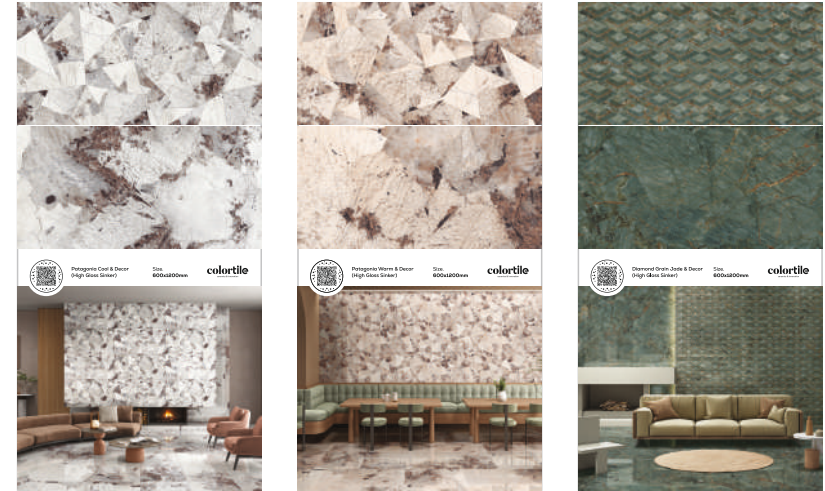 Patagonia Cool & Decor
(High Gloss Sinker)
Size:
600x1200mm
colortile
Patagonia Warm & Decor
(High Gloss Sinker)
Size:
600x1200mm
colortile
Diamond Grain Jade & Decor
(High Gloss Sinker)
Size:
600x1200mm
colortile